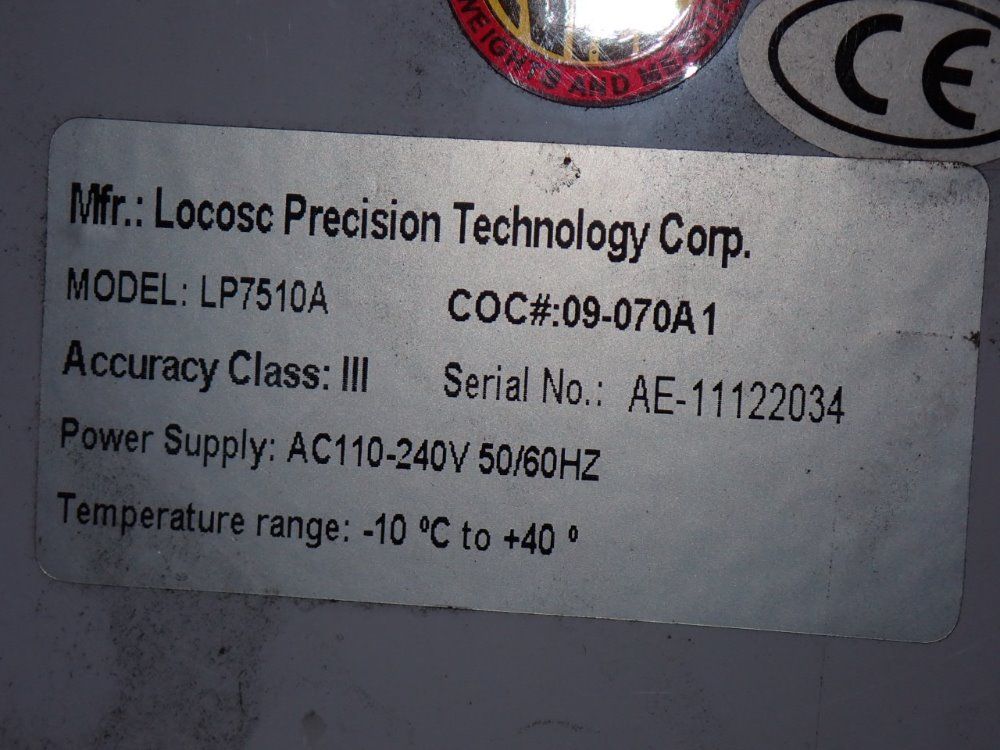 WEIGHTS AND
CE
Mfr.: Locosc Precision Technology Corp.
MODEL: LP7510A COC#:09-070A1
Accuracy Class: III Serial No.: AE-11122034
Power Supply: AC110-240V 50/60HZ
Temperature range: -10 ºC to +40 º